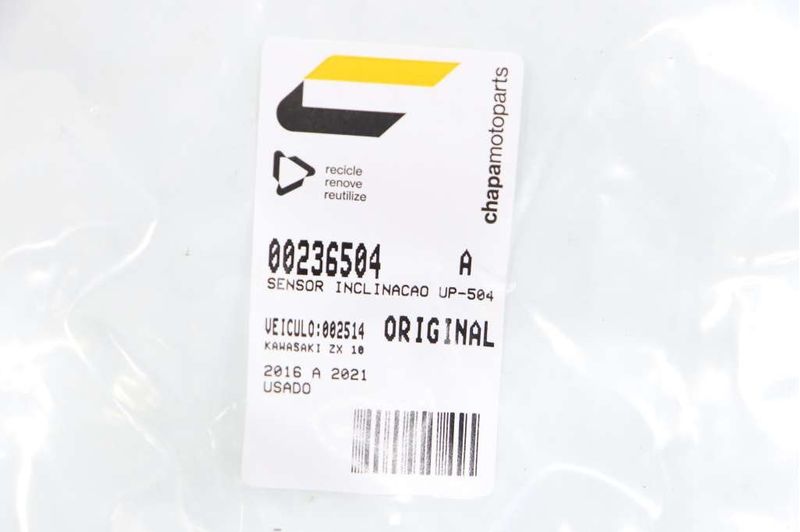 chapamotoparts
recicle
renove
reutilize
00236504 A
SENSOR INCLINACAO UP-504
VEICULO:002514 ORIGINAL
KAWASAKI ZX 10
2016 A 2021
USADO